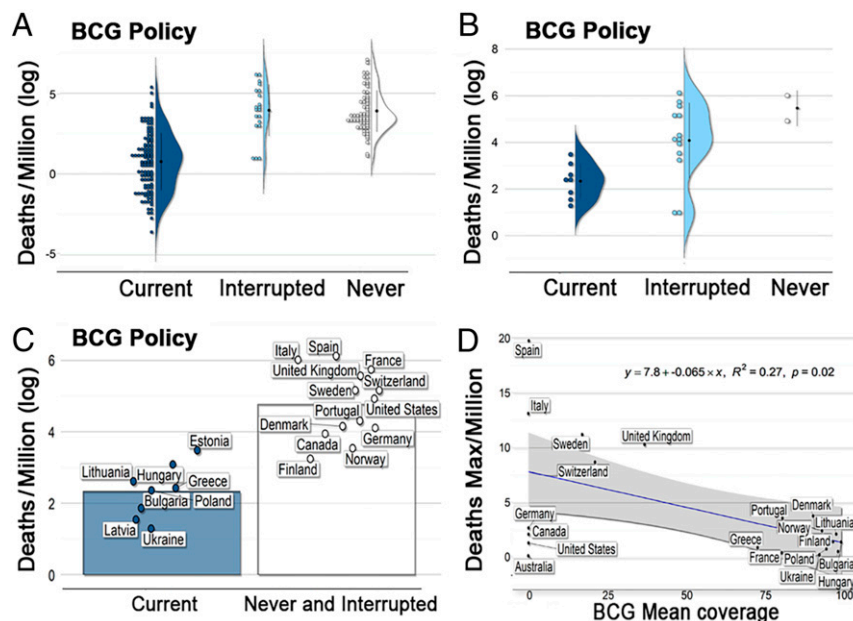 A
BCG Policy
Deaths/Million (log)
5
0
-5
Current
Interrupted
Never
B
BCG Policy
Deaths/Million (log)
8
6
4
2
0
Current
Interrupted
Never
C
BCG Policy
Deaths/Million (log)
6
4
2
0
Italy
Spain
France
United Kingdom
Switzerland
Sweden
Portugal
United States
Denmark
Canada
Germany
Finland
Norway
Estonia
Lithuania
Hungary
Greece
Bulgaria
Poland
Latvia
Ukraine
Current
Never and Interrupted
D
Deaths Max/Million
20
15
10
5
0
y = 7.8 + -0.065 × x, R² = 0.27, p = 0.02
Spain
Italy
Sweden
United Kingdom
Switzerland
Germany
Canada
United States
Australia
Portugal
Denmark
Norway
Lithuania
Greece
Finland
France
Poland
Bulgaria
Ukraine
Hungary
0
25
50
75
100
BCG Mean coverage